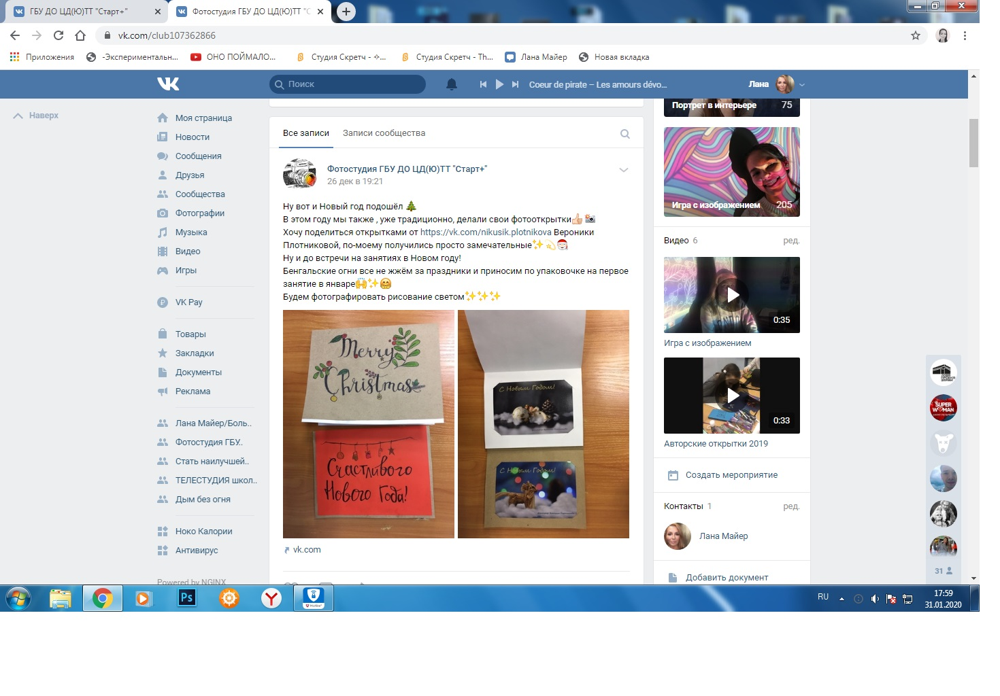 ГБУ ДО ЦД(Ю)ТТ "Старт+"
Фотостудия ГБУ ДО ЦД(Ю)ТТ "С
vk.com/club107362866
Приложения
-Экспериментальн...
ОНО ПОЙМАЛО...
Студия Скретч - ✧...
Студия Скретч - Th...
Лана Майер
Новая вкладка
Поиск
Coeur de pirate – Les amours dévo...
Лана
Наверх
Моя страница
Новости
Сообщения
Друзья
Сообщества
Фотографии
Музыка
Видео
Игры
VK Pay
Товары
Закладки
Документы
Реклама
Лана Майер/Боль..
Фотостудия ГБУ..
Стать наилучшей..
ТЕЛЕСТУДИЯ школ..
Дым без огня
Ноко Калории
Антивирус
Powered by NGINX
Все записи
Записи сообщества
Фотостудия ГБУ ДО ЦД(Ю)ТТ "Старт+"
26 дек в 19:21
Ну вот и Новый год подошёл 🎄
В этом году мы также , уже традиционно, делали свои фотооткрытки👍📸
Хочу поделиться открытками от https://vk.com/nikusik.plotnikova Вероники
Плотниковой, по-моему получились просто замечательные✨💫🎅
Ну и до встречи на занятиях в Новом году!
Бенгальские огни все не жжём за праздники и приносим по упаковочке на первое
занятие в январе🙌✨🤗
Будем фотографировать рисование светом✨✨✨
Merry
Christmas
Счастливого
Нового Года!
С Новым Годом!
С Новым Годом!
vk.com
Портрет в интерьере 75
Игра с изображением 205
Видео 6
ред.
0:35
Игра с изображением
0:33
Авторские открытки 2019
Создать мероприятие
Контакты 1
ред.
Лана Майер
Добавить документ
SUPER
WOMAN
31
Ps
McAfee
RU
17:59
31.01.2020